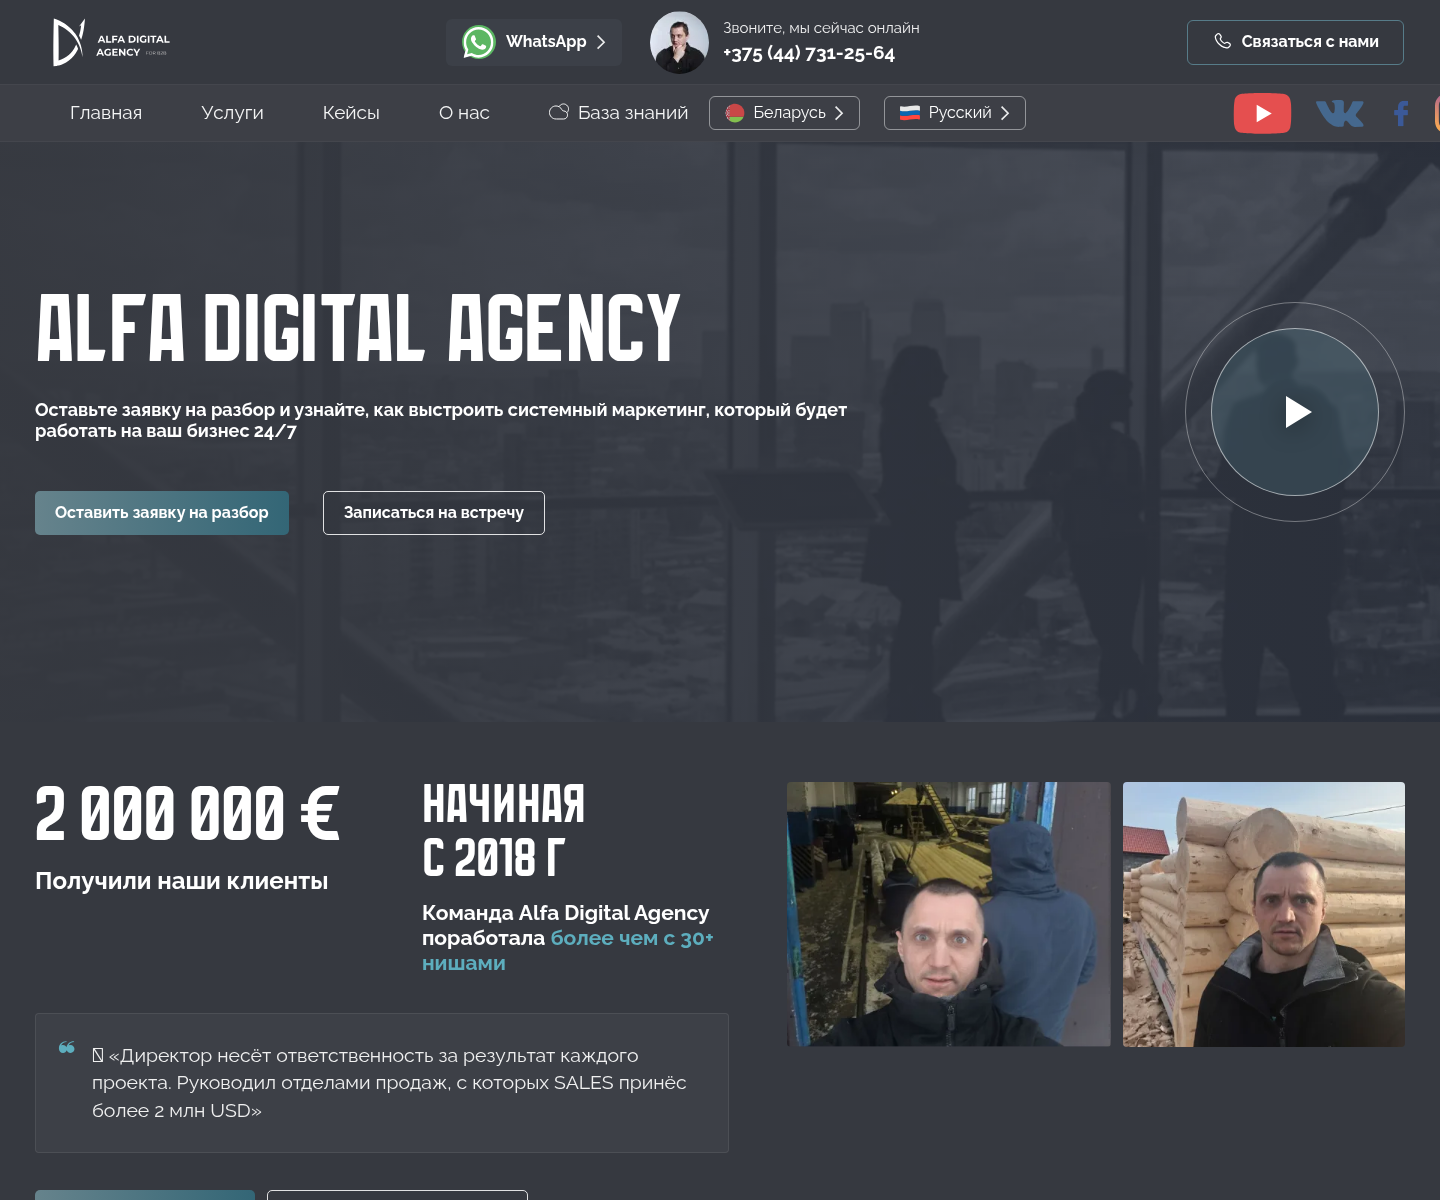 ALFA DIGITAL
AGENCY FOR B2B
WhatsApp
Звоните, мы сейчас онлайн
+375 (44) 731-25-64
Связаться с нами
Главная
Услуги
Кейсы
О нас
База знаний
Беларусь
Русский
ALFA DIGITAL AGENCY
Оставьте заявку на разбор и узнайте, как выстроить системный маркетинг, который будет
работать на ваш бизнес 24/7
Оставить заявку на разбор
Записаться на встречу
2 000 000 €
Получили наши клиенты
НАЧИНАЯ
С 2018 Г
Команда Alfa Digital Agency
поработала более чем с 30+
нишами
«Директор несёт ответственность за результат каждого
проекта. Руководил отделами продаж, с которых SALES принёс
более 2 млн USD»